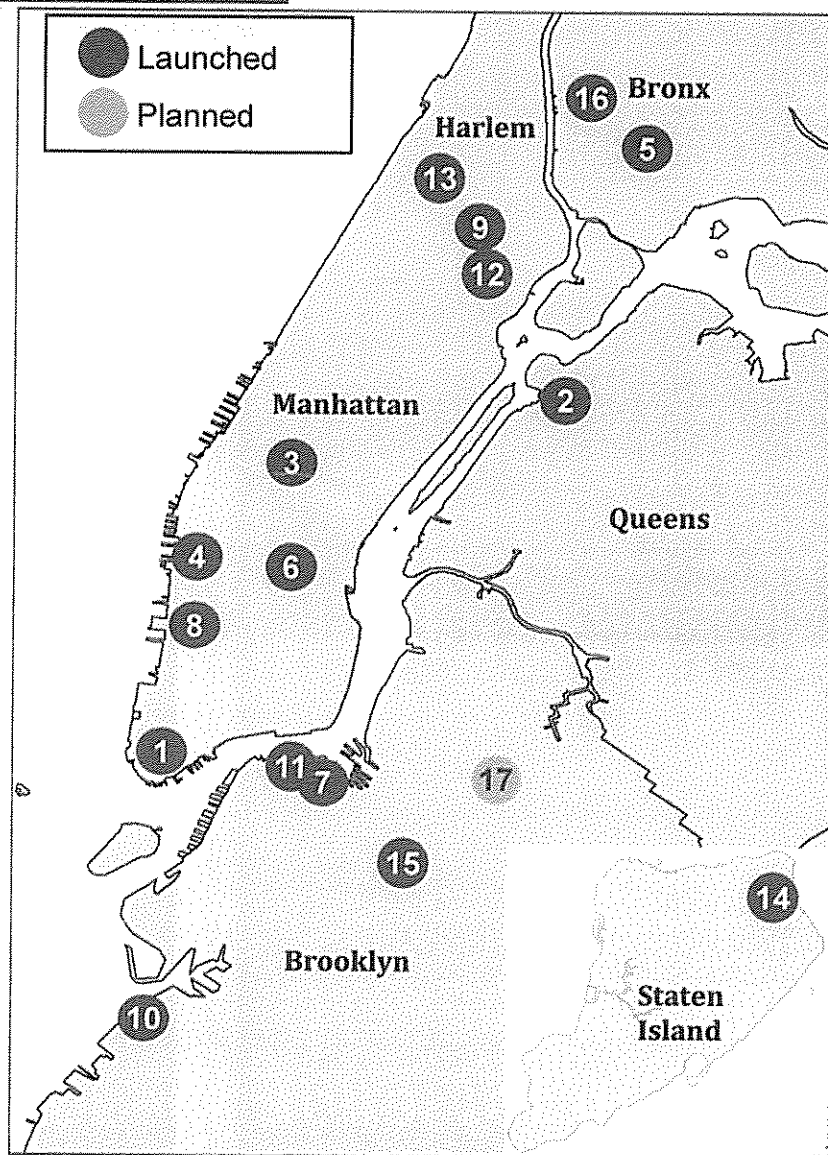 Launched
Planned
16
Bronx
Harlem
5
13
9
12
Manhattan
2
3
Queens
4
6
8
1
11
7
17
15
14
Brooklyn
Staten
Island
10